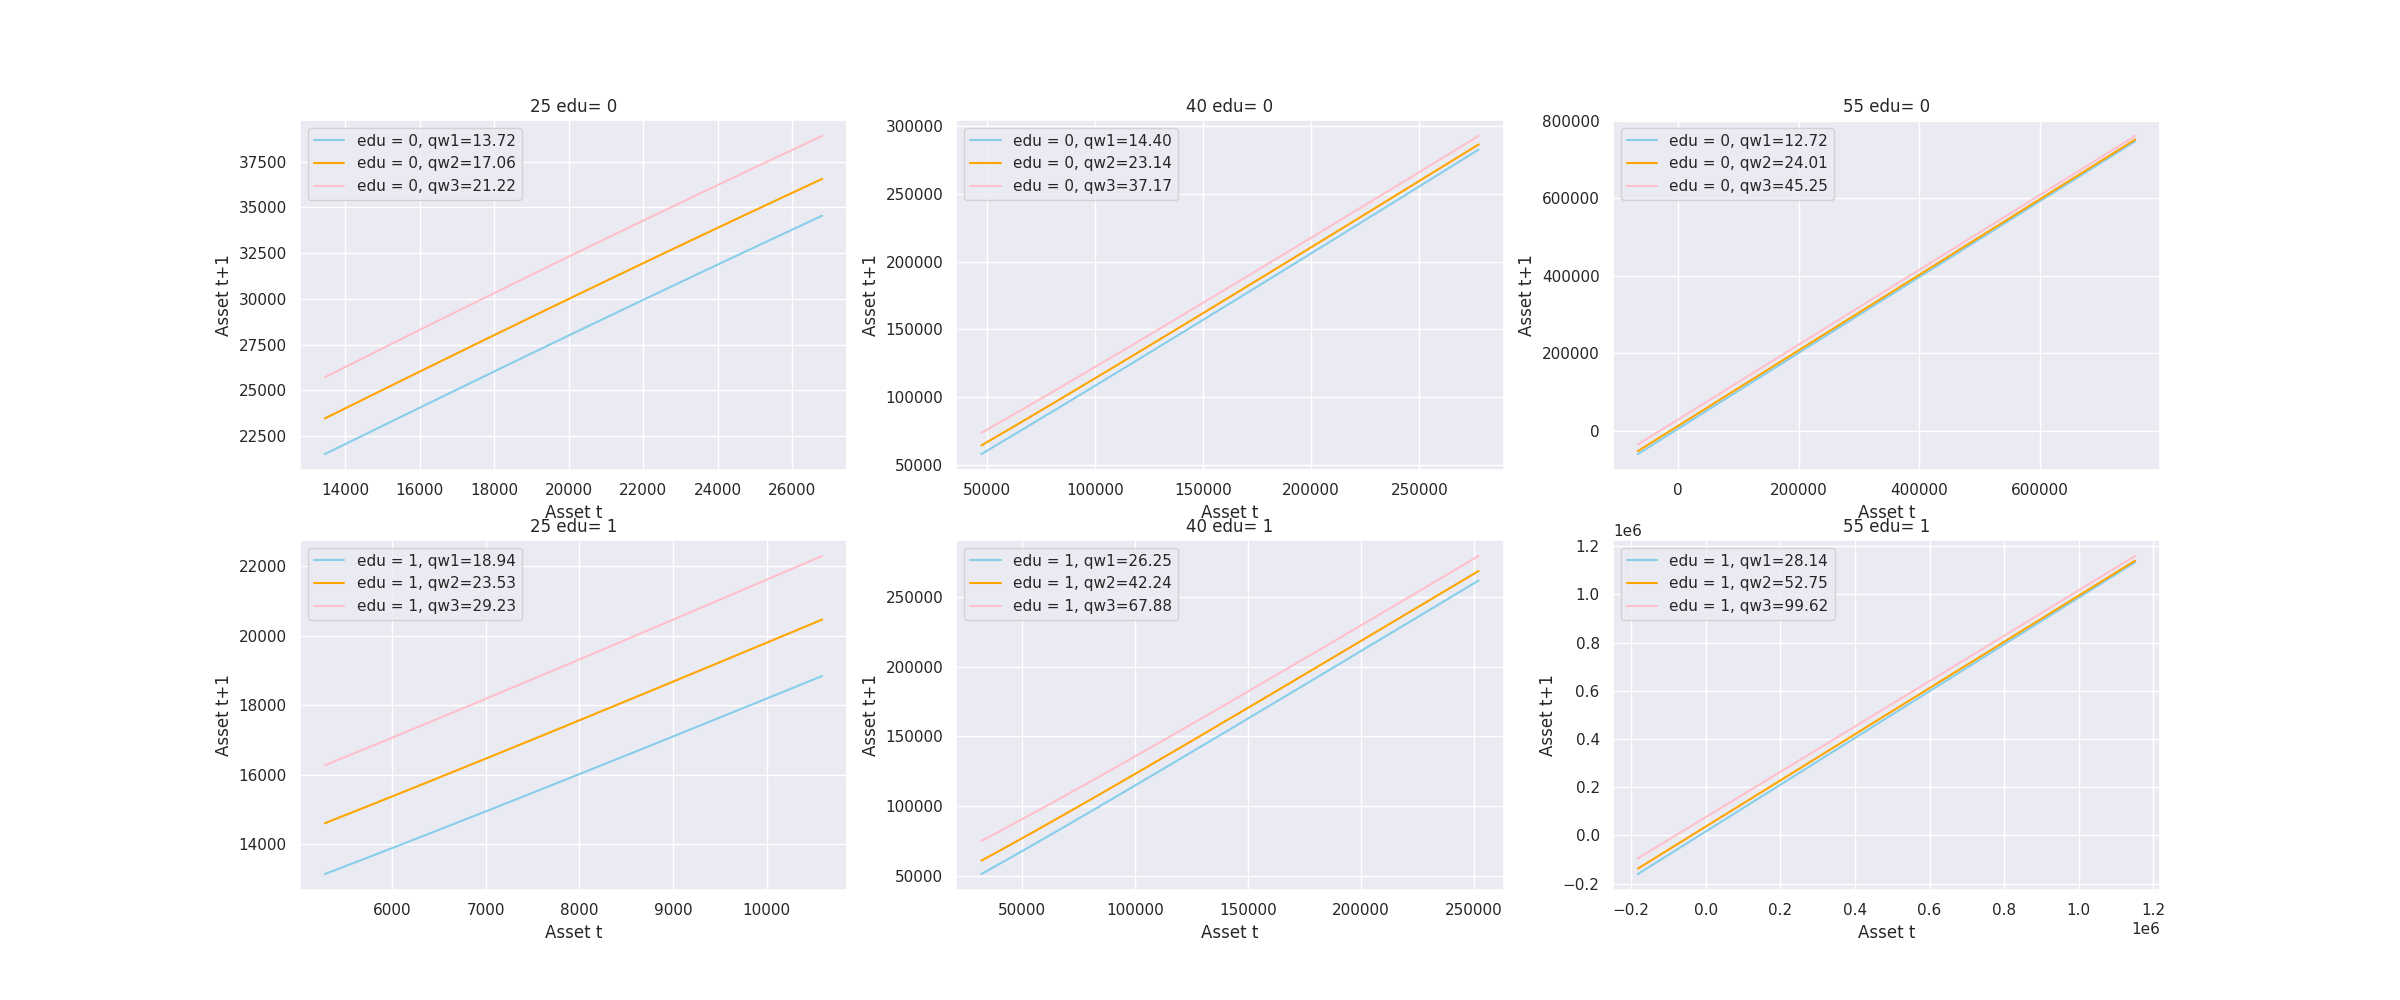 25 edu= 0
edu = 0, qw1=13.72
edu = 0, qw2=17.06
edu = 0, qw3=21.22
37500
35000
32500
30000
27500
25000
22500
Asset t+1
14000 16000 18000 20000 22000 24000 26000
Asset t
40 edu= 0
edu = 0, qw1=14.40
edu = 0, qw2=23.14
edu = 0, qw3=37.17
300000
250000
200000
150000
100000
50000
Asset t+1
50000 100000 150000 200000 250000
Asset t
55 edu= 0
edu = 0, qw1=12.72
edu = 0, qw2=24.01
edu = 0, qw3=45.25
800000
600000
400000
200000
0
Asset t+1
0 200000 400000 600000
Asset t
25 edu= 1
edu = 1, qw1=18.94
edu = 1, qw2=23.53
edu = 1, qw3=29.23
22000
20000
18000
16000
14000
Asset t+1
6000 7000 8000 9000 10000
Asset t
40 edu= 1
edu = 1, qw1=26.25
edu = 1, qw2=42.24
edu = 1, qw3=67.88
250000
200000
150000
100000
50000
Asset t+1
50000 100000 150000 200000 250000
Asset t
55 edu= 1
1e6
edu = 1, qw1=28.14
edu = 1, qw2=52.75
edu = 1, qw3=99.62
1.2
1.0
0.8
0.6
0.4
0.2
0.0
−0.2
Asset t+1
−0.2 0.0 0.2 0.4 0.6 0.8 1.0 1.2
1e6
Asset t